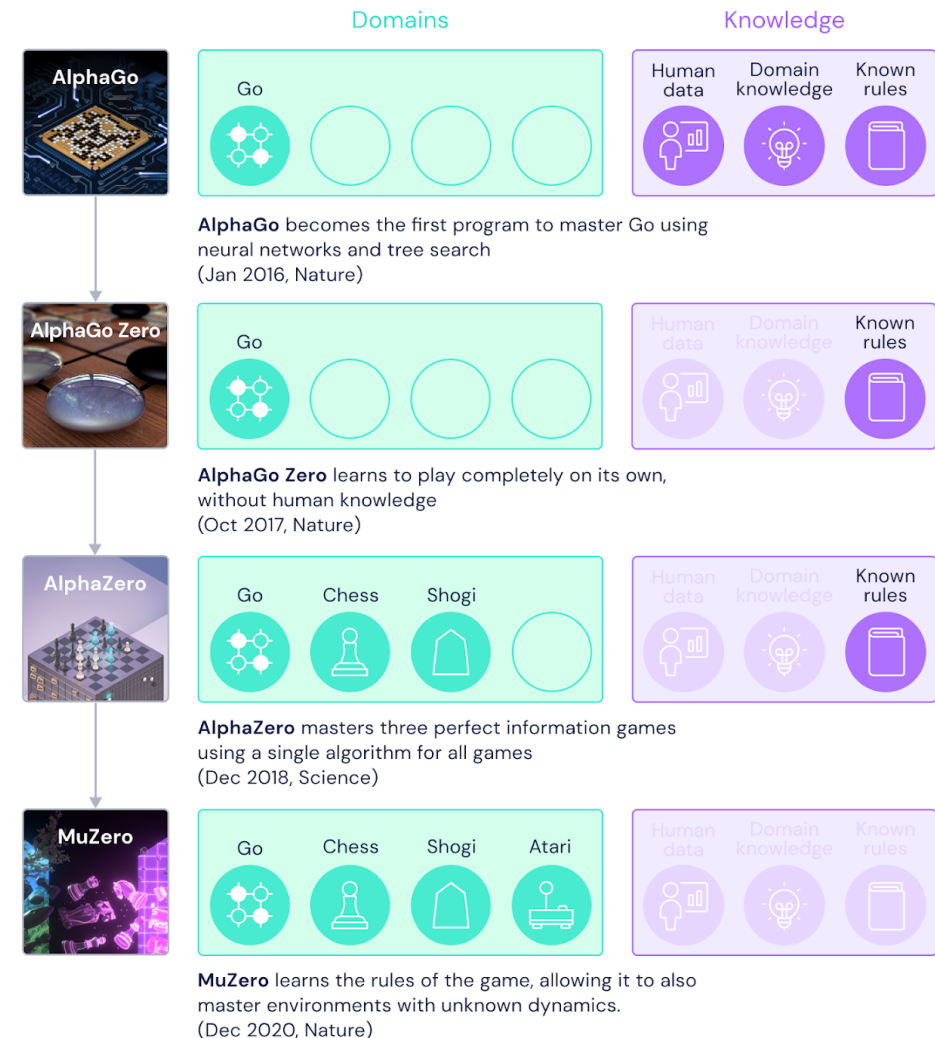 Domains
Knowledge
AlphaGo
Go
Human
data
Domain
knowledge
Known
rules
AlphaGo becomes the first program to master Go using
neural networks and tree search
(Jan 2016, Nature)
AlphaGo Zero
Go
Human
data
Domain
knowledge
Known
rules
AlphaGo Zero learns to play completely on its own,
without human knowledge
(Oct 2017, Nature)
AlphaZero
Go
Chess
Shogi
Human
data
Domain
knowledge
Known
rules
AlphaZero masters three perfect information games
using a single algorithm for all games
(Dec 2018, Science)
MuZero
Go
Chess
Shogi
Atari
Human
data
Domain
knowledge
Known
rules
MuZero learns the rules of the game, allowing it to also
master environments with unknown dynamics.
(Dec 2020, Nature)